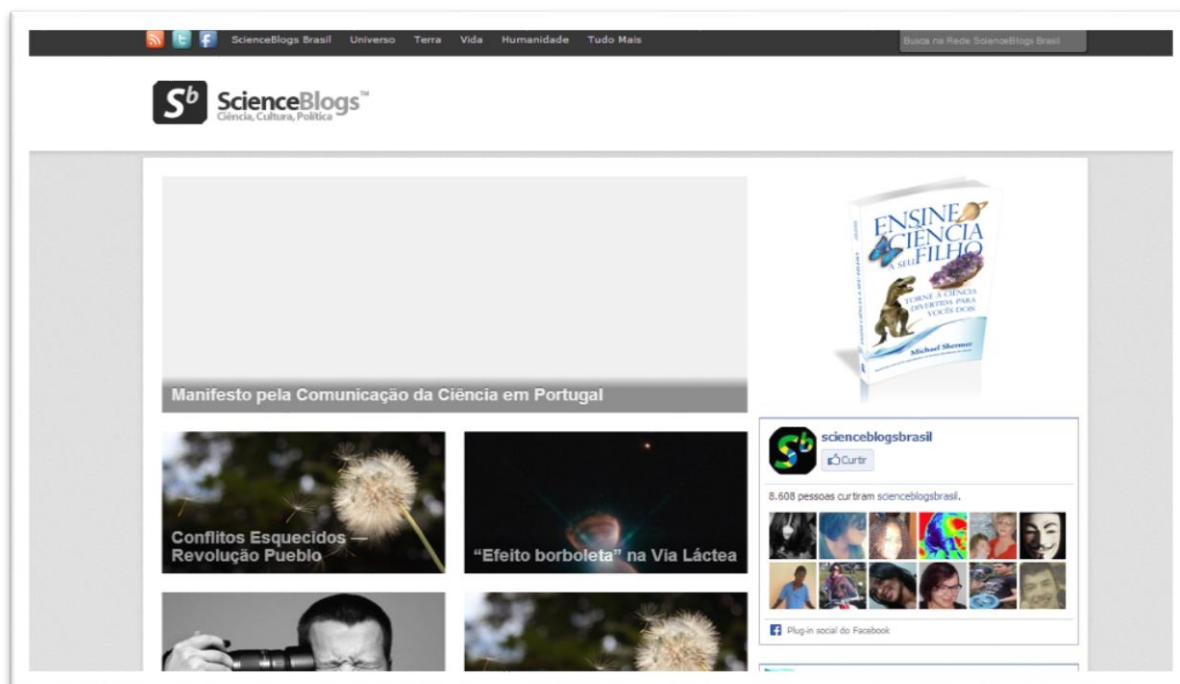 ScienceBlogs Brasil Universo Terra Vida Humanidade Tudo Mais
Busca na Rede ScienceBlogs Brasil
Sb ScienceBlogs™
Ciência, Cultura, Política
Manifesto pela Comunicação da Ciência em Portugal
ENSINE
CIÊNCIA
A SEU FILHO
TORNE A CIÊNCIA
DIVERTIDA PARA
VOCÊS DOIS
Michael Shermer
Conflitos Esquecidos —
Revolução Pueblo
“Efeito borboleta” na Via Láctea
Sb scienceblogsbrasil
Curtir
8.608 pessoas curtiram scienceblogsbrasil.
Plug-in social do Facebook